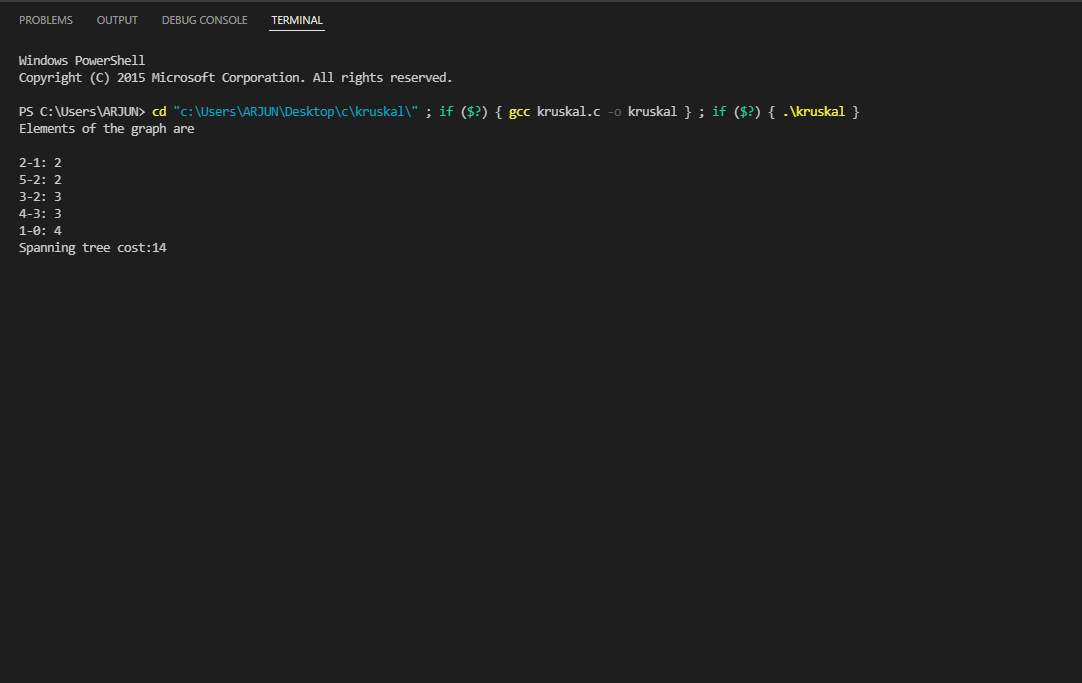 PROBLEMS OUTPUT DEBUG CONSOLE TERMINAL
Windows PowerShell
Copyright (C) 2015 Microsoft Corporation. All rights reserved.
PS C:\Users\ARJUN> cd "c:\Users\ARJUN\Desktop\c\kruskal\" ; if ($?) { gcc kruskal.c -o kruskal } ; if ($?) { .\kruskal }
Elements of the graph are
2-1: 2
5-2: 2
3-2: 3
4-3: 3
1-0: 4
Spanning tree cost:14